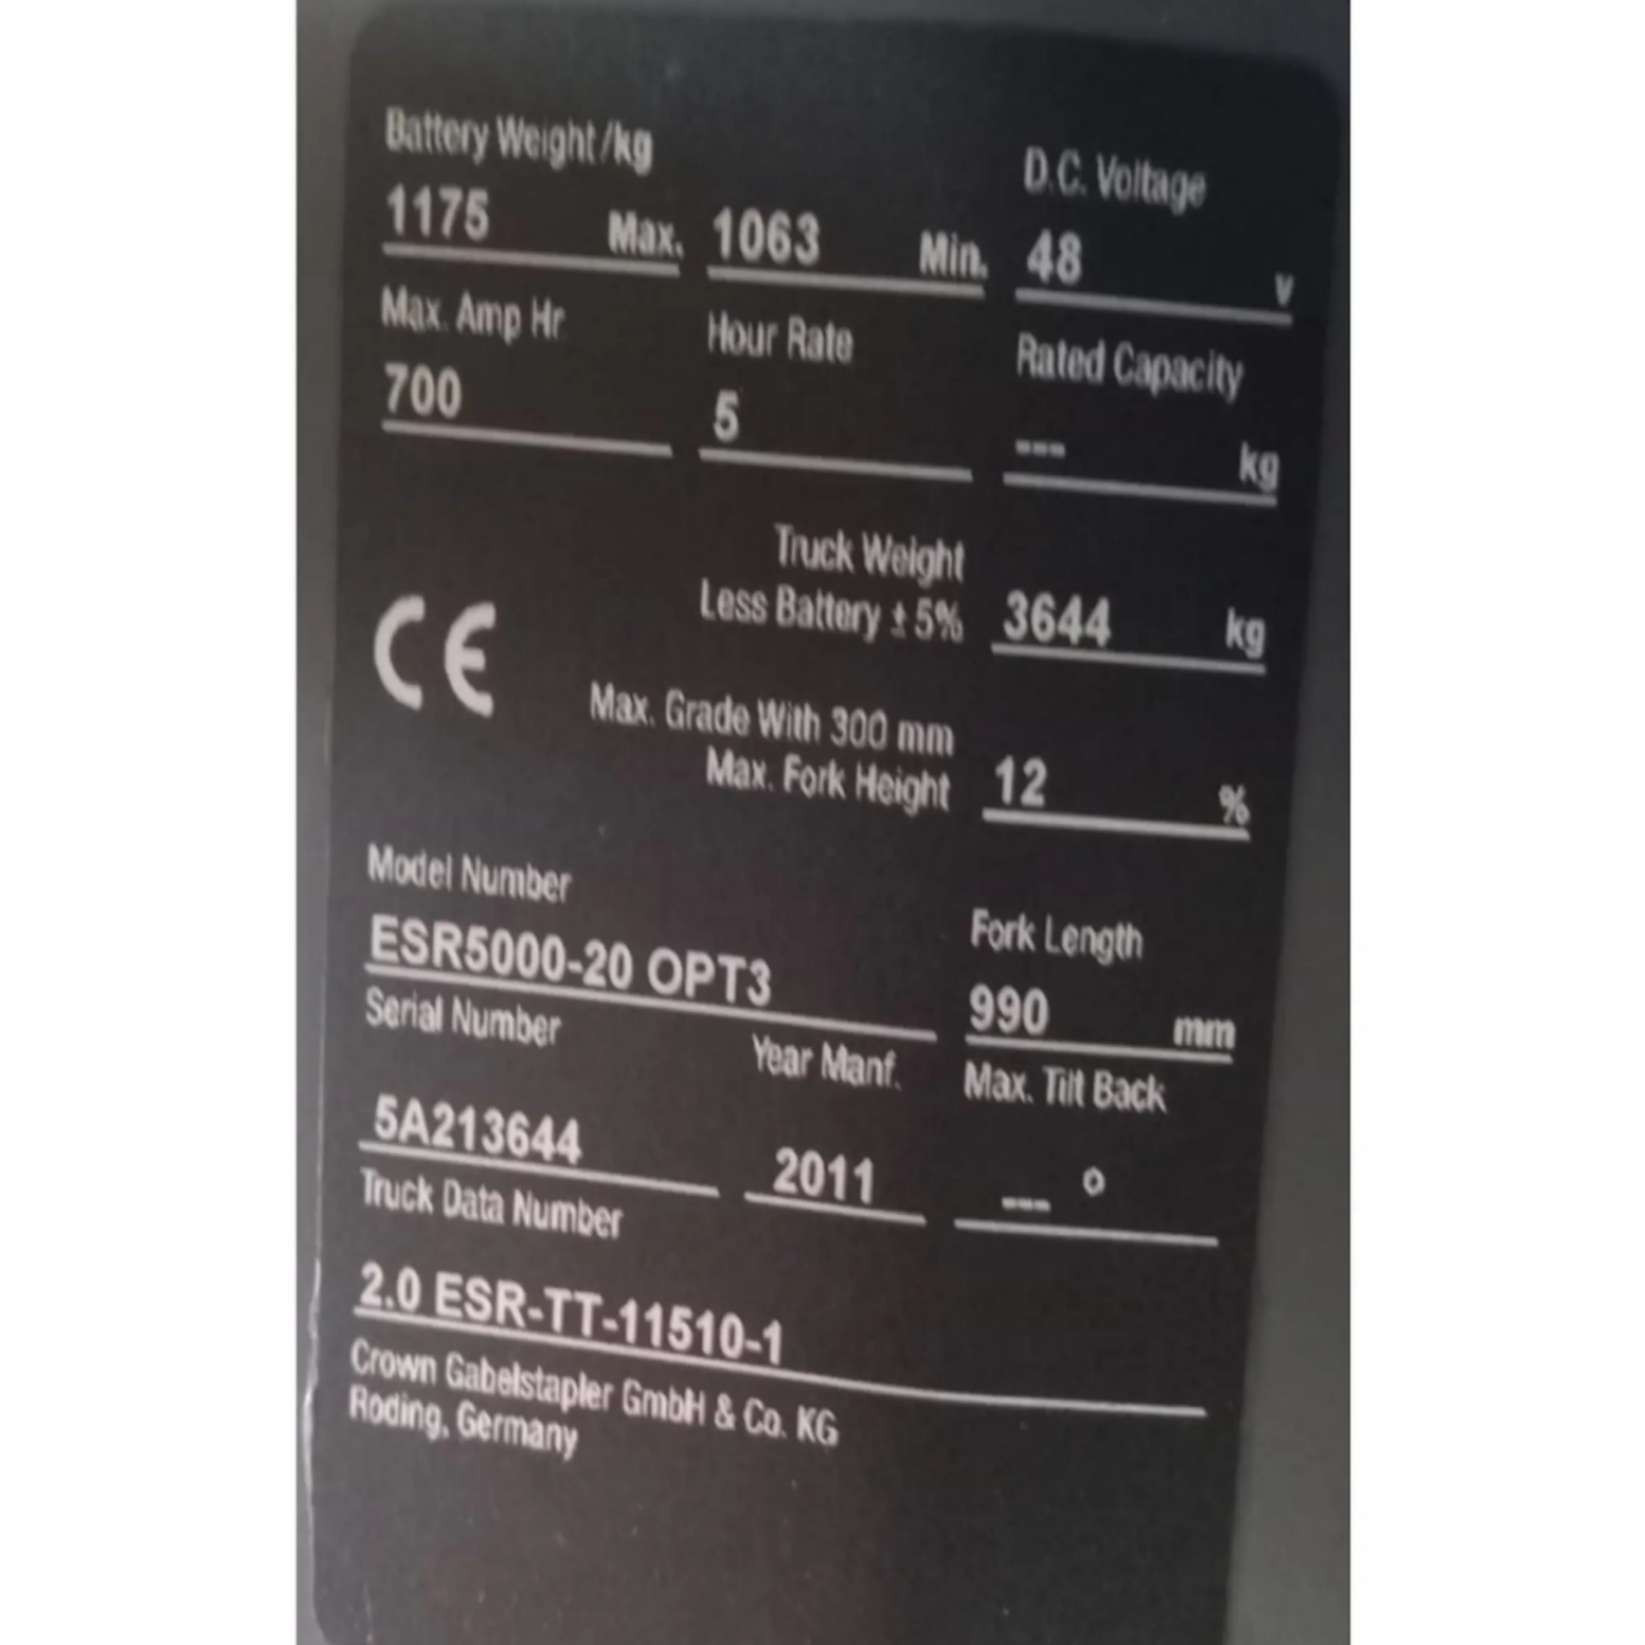 Battery Weight/kg D.C. Voltage
1175 Max. 1063 Min. 48 V
Max. Amp Hr Hour Rate Rated Capacity
700 5 --- kg
Truck Weight
Less Battery ± 5% 3644 kg
CE
Max. Grade With 300 mm
Max. Fork Height 12 %
Model Number Fork Length
ESR5000-20 OPT3 990 mm
Serial Number Year Manf. Max. Tilt Back
5A213644 2011 --- °
Truck Data Number
2.0 ESR-TT-11510-1
Crown Gabelstapler GmbH & Co. KG
Roding, Germany